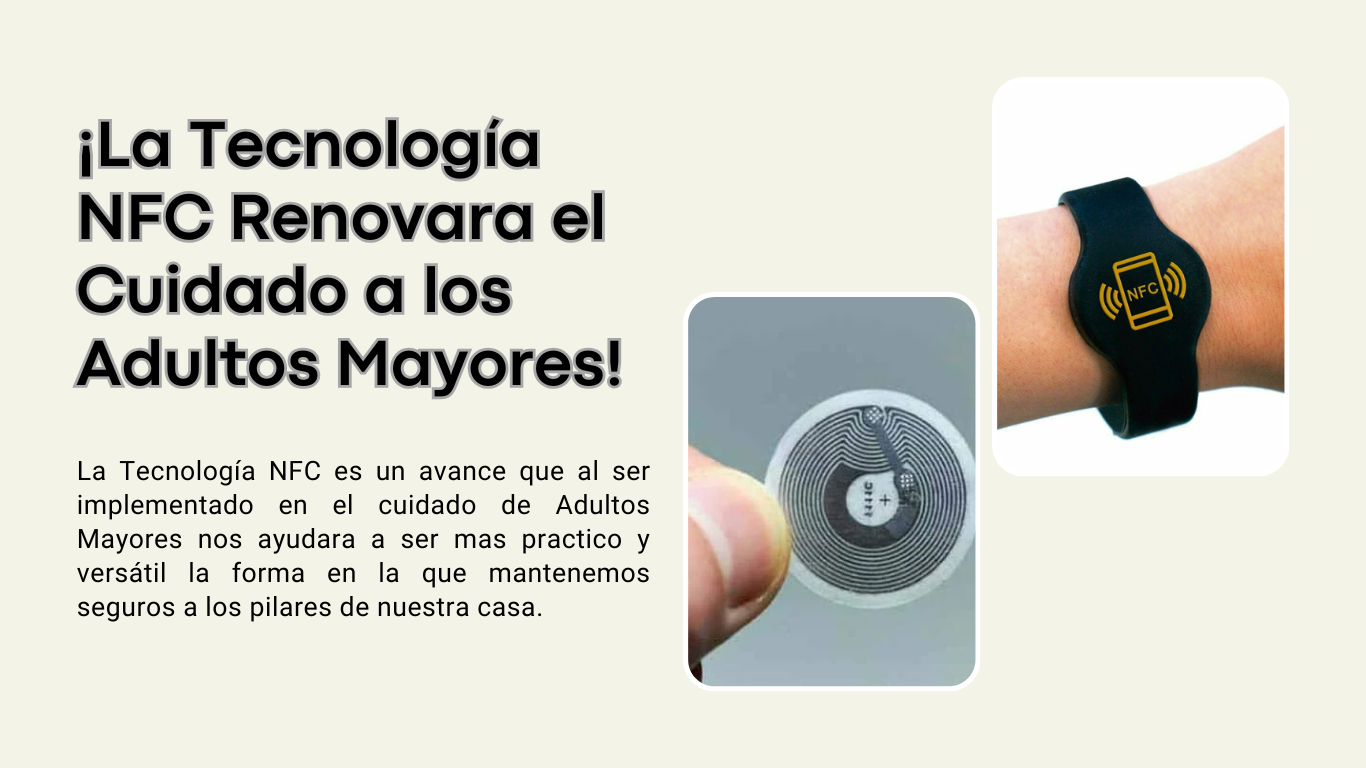 ¡La Tecnología
NFC Renovara el
Cuidado a los
Adultos Mayores!
La Tecnología NFC es un avance que al ser
implementado en el cuidado de Adultos
Mayores nos ayudara a ser mas practico y
versátil la forma en la que mantenemos
seguros a los pilares de nuestra casa.
NFC